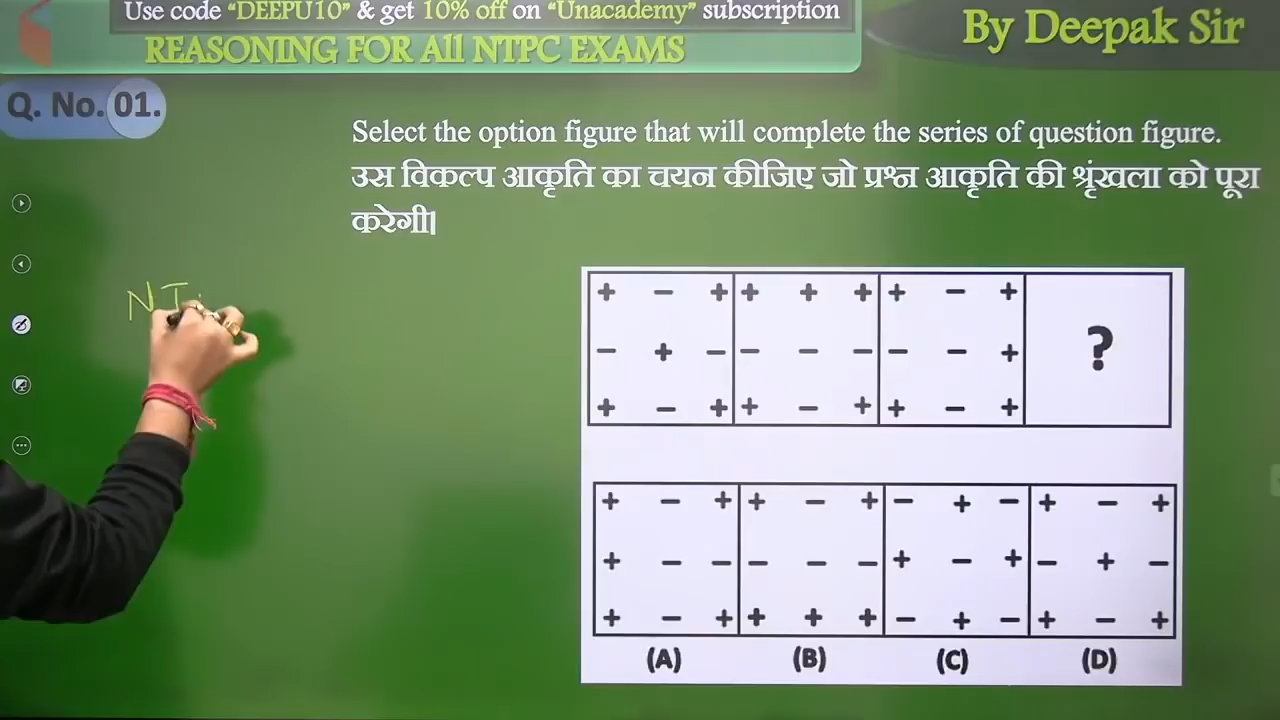 Use code “DEEPU10” & get 10% off on “Unacademy” subscription
REASONING FOR All NTPC EXAMS
By Deepak Sir
Q. No. 01.
Select the option figure that will complete the series of question figure.
उस विकल्प आकृति का चयन कीजिए जो प्रश्न आकृति की श्रृंखला को पूरा
करेगी।
+ − + + + + + − +
− + − − − − − − + ?
+ − + + − + + − +
+ − + + − + − + − + − +
+ − − − − − + − + − + −
+ − + + + + − + − + − +
(A) (B) (C) (D)